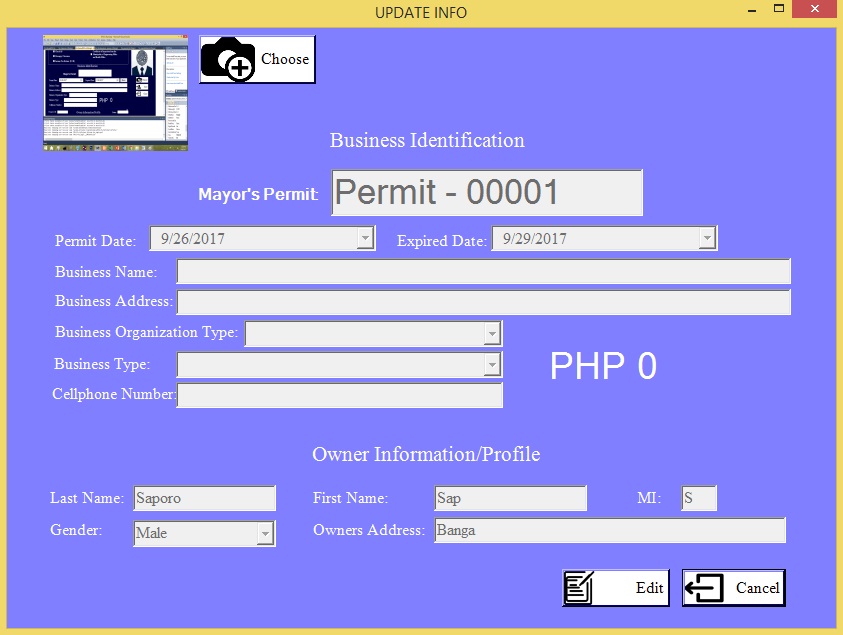 UPDATE INFO
Choose
Business Identification
Mayor's Permit: Permit - 00001
Permit Date: 9/26/2017 Expired Date: 9/29/2017
Business Name:
Business Address:
Business Organization Type:
Business Type:
PHP 0
Cellphone Number:
Owner Information/Profile
Last Name: Saporo First Name: Sap MI: S
Gender: Male Owners Address: Banga
Edit Cancel